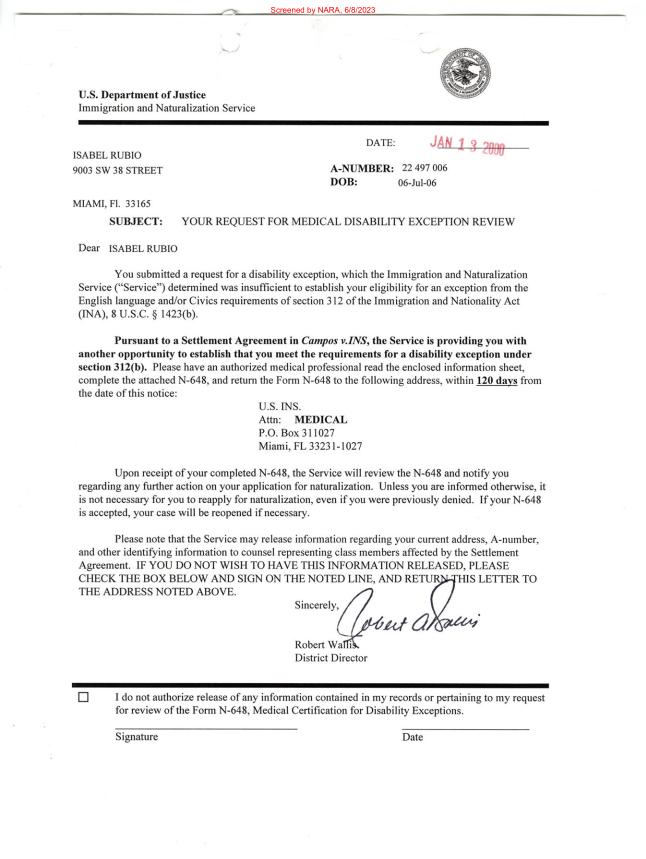 Screened by NARA, 6/8/2023
U.S. Department of Justice
Immigration and Naturalization Service
DATE: JAN 13 2000
ISABEL RUBIO
9003 SW 38 STREET
A-NUMBER: 22 497 006
DOB: 06-Jul-06
MIAMI, Fl. 33165
SUBJECT: YOUR REQUEST FOR MEDICAL DISABILITY EXCEPTION REVIEW
Dear ISABEL RUBIO
You submitted a request for a disability exception, which the Immigration and Naturalization
Service (“Service”) determined was insufficient to establish your eligibility for an exception from the
English language and/or Civics requirements of section 312 of the Immigration and Nationality Act
(INA), 8 U.S.C. § 1423(b).
Pursuant to a Settlement Agreement in Campos v.INS, the Service is providing you with
another opportunity to establish that you meet the requirements for a disability exception under
section 312(b). Please have an authorized medical professional read the enclosed information sheet,
complete the attached N-648, and return the Form N-648 to the following address, within 120 days from
the date of this notice:
U.S. INS.
Attn: MEDICAL
P.O. Box 311027
Miami, FL 33231-1027
Upon receipt of your completed N-648, the Service will review the N-648 and notify you
regarding any further action on your application for naturalization. Unless you are informed otherwise, it
is not necessary for you to reapply for naturalization, even if you were previously denied. If your N-648
is accepted, your case will be reopened if necessary.
Please note that the Service may release information regarding your current address, A-number,
and other identifying information to counsel representing class members affected by the Settlement
Agreement. IF YOU DO NOT WISH TO HAVE THIS INFORMATION RELEASED, PLEASE
CHECK THE BOX BELOW AND SIGN ON THE NOTED LINE, AND RETURN THIS LETTER TO
THE ADDRESS NOTED ABOVE.
Sincerely,
Robert Wallis
District Director
I do not authorize release of any information contained in my records or pertaining to my request
for review of the Form N-648, Medical Certification for Disability Exceptions.
Signature Date